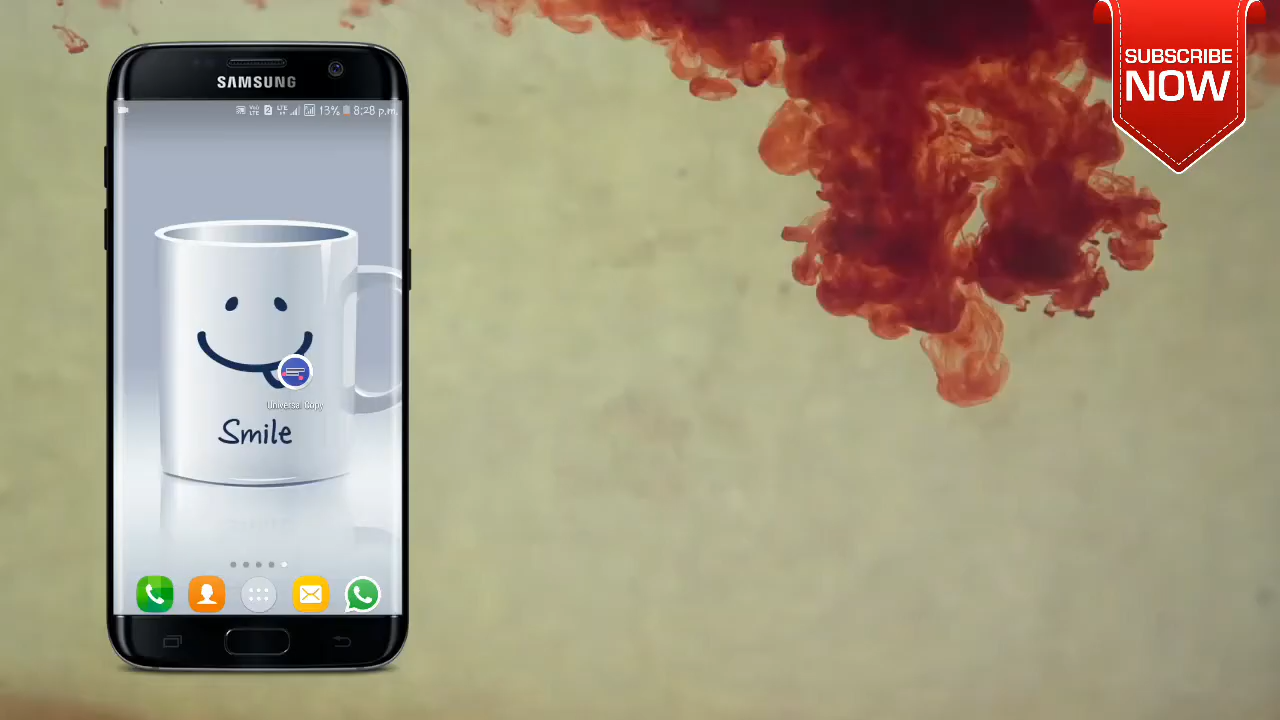 SUBSCRIBE
NOW
SAMSUNG
13% 8:28 p.m.
Universal Copy
Smile